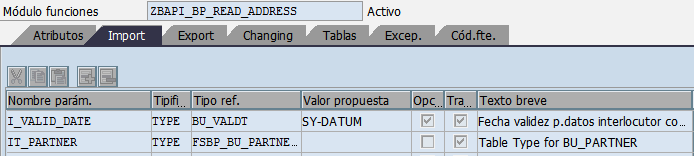 Módulo funciones ZBAPI_BP_READ_ADDRESS Activo
Atributos Import Export Changing Tablas Excep. Cód.fte.
Nombre parám. Tipifi... Tipo ref. Valor propuesta Opc... Tra... Texto breve
I_VALID_DATE TYPE BU_VALDT SY-DATUM Fecha validez p.datos interlocutor co...
IT_PARTNER TYPE FSBP_BU_PARTNE... Table Type for BU_PARTNER